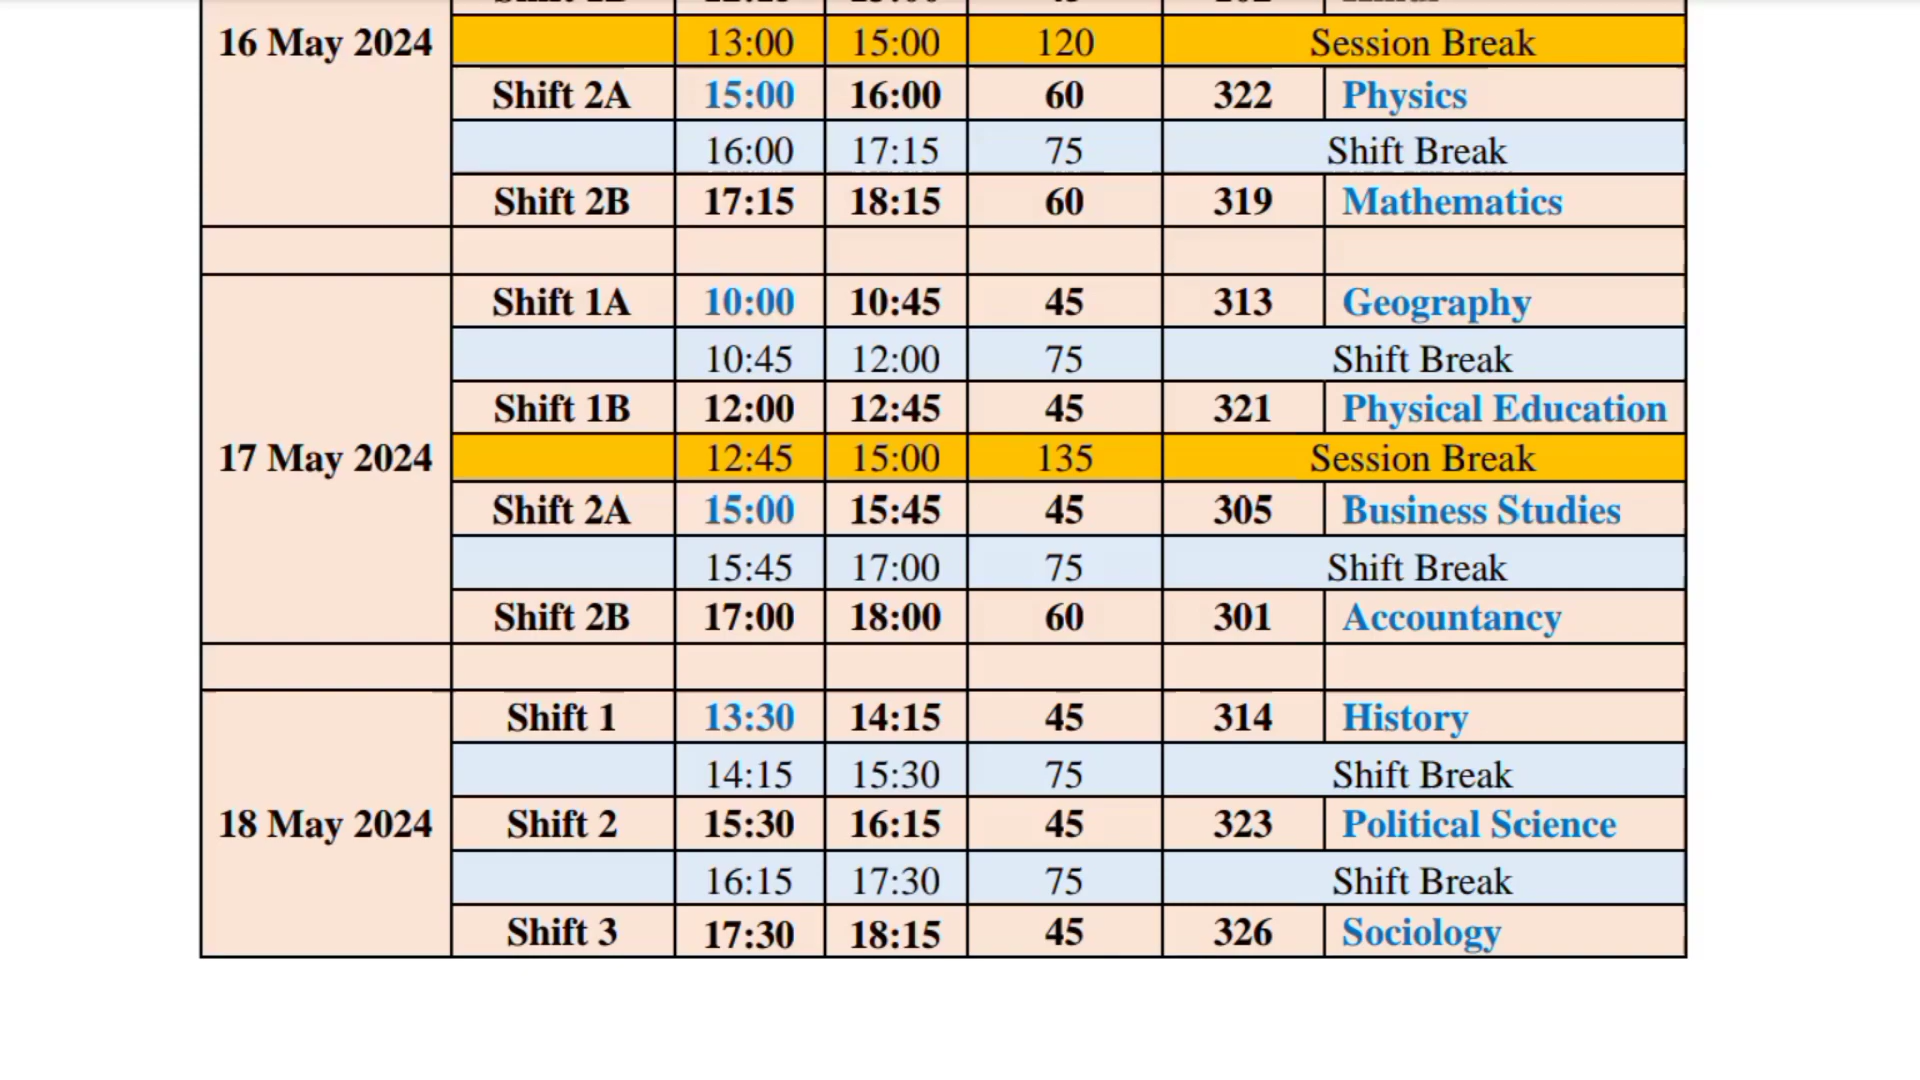 16 May 2024
13:00 15:00 120 Session Break
Shift 2A 15:00 16:00 60 322 Physics
16:00 17:15 75 Shift Break
Shift 2B 17:15 18:15 60 319 Mathematics
17 May 2024
Shift 1A 10:00 10:45 45 313 Geography
10:45 12:00 75 Shift Break
Shift 1B 12:00 12:45 45 321 Physical Education
12:45 15:00 135 Session Break
Shift 2A 15:00 15:45 45 305 Business Studies
15:45 17:00 75 Shift Break
Shift 2B 17:00 18:00 60 301 Accountancy
18 May 2024
Shift 1 13:30 14:15 45 314 History
14:15 15:30 75 Shift Break
Shift 2 15:30 16:15 45 323 Political Science
16:15 17:30 75 Shift Break
Shift 3 17:30 18:15 45 326 Sociology